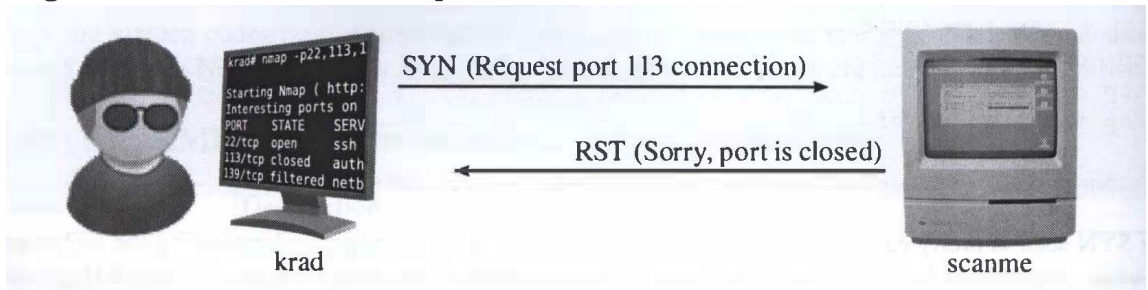 krad# nmap -p22,113,1
Starting Nmap ( http:
Interesting ports on
PORT STATE SERV
22/tcp open ssh
113/tcp closed auth
139/tcp filtered netb
SYN (Request port 113 connection)
RST (Sorry, port is closed)
krad
scanme